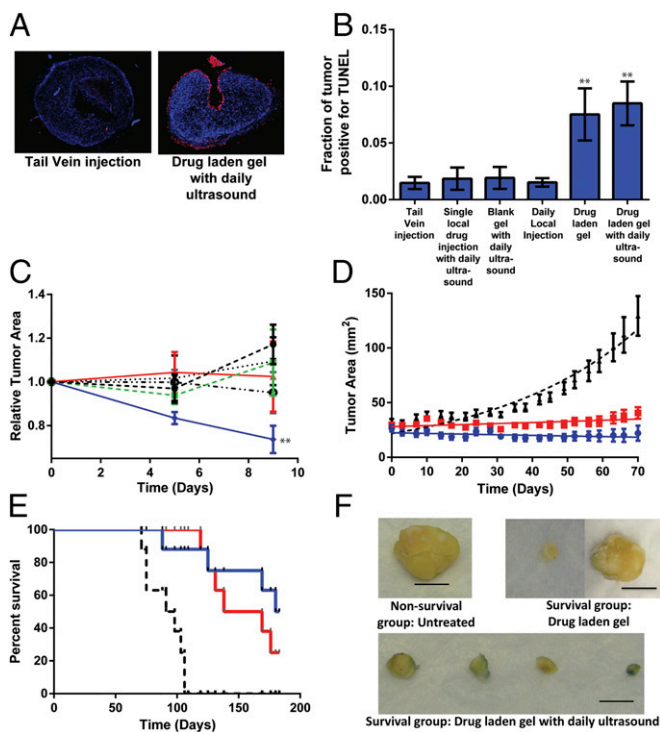 A
Tail Vein injection
Drug laden gel
with daily
ultrasound
B
Fraction of tumor
positive for TUNEL
0.15
0.10
0.05
0.00
**
**
Tail
Vein
injection
Single
local
drug
injection
with daily
ultra-
sound
Blank
gel
with
daily
ultra-
sound
Daily
Local
Injection
Drug
laden
gel
Drug
laden gel
with daily
ultra-
sound
C
Relative Tumor Area
1.4
1.2
1.0
0.8
0
2
4
6
8
10
**
Time (Days)
D
Tumor Area (mm²)
150
100
50
0
0
10
20
30
40
50
60
70
Time (Days)
E
Percent survival
100
80
60
40
20
0
0
100
200
Time (Days)
F
Non-survival
group: Untreated
Survival group:
Drug laden gel
Survival group: Drug laden gel with daily ultrasound